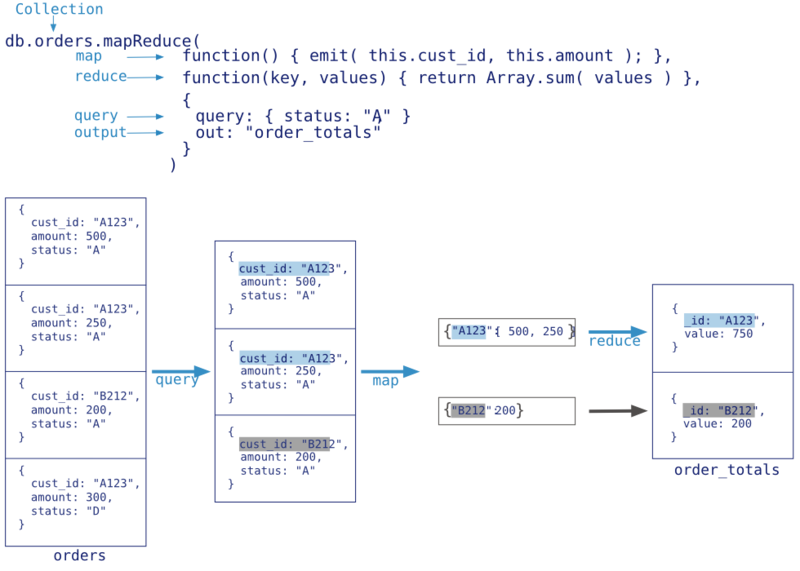 Collection
db.orders.mapReduce(
map function() { emit( this.cust_id, this.amount ); },
reduce function(key, values) { return Array.sum( values ) },
{
query query: { status: "A" }
output out: "order_totals"
}
)
{
cust_id: "A123",
amount: 500,
status: "A"
}
{
cust_id: "A123",
amount: 250,
status: "A"
}
{
cust_id: "B212",
amount: 200,
status: "A"
}
{
cust_id: "A123",
amount: 300,
status: "D"
}
orders
query
{
cust_id: "A123",
amount: 500,
status: "A"
}
{
cust_id: "A123",
amount: 250,
status: "A"
}
{
cust_id: "B212",
amount: 200,
status: "A"
}
map
{"A123": [ 500, 250 ]}
{"B212":200}
reduce
{
_id: "A123",
value: 750
}
{
_id: "B212",
value: 200
}
order_totals